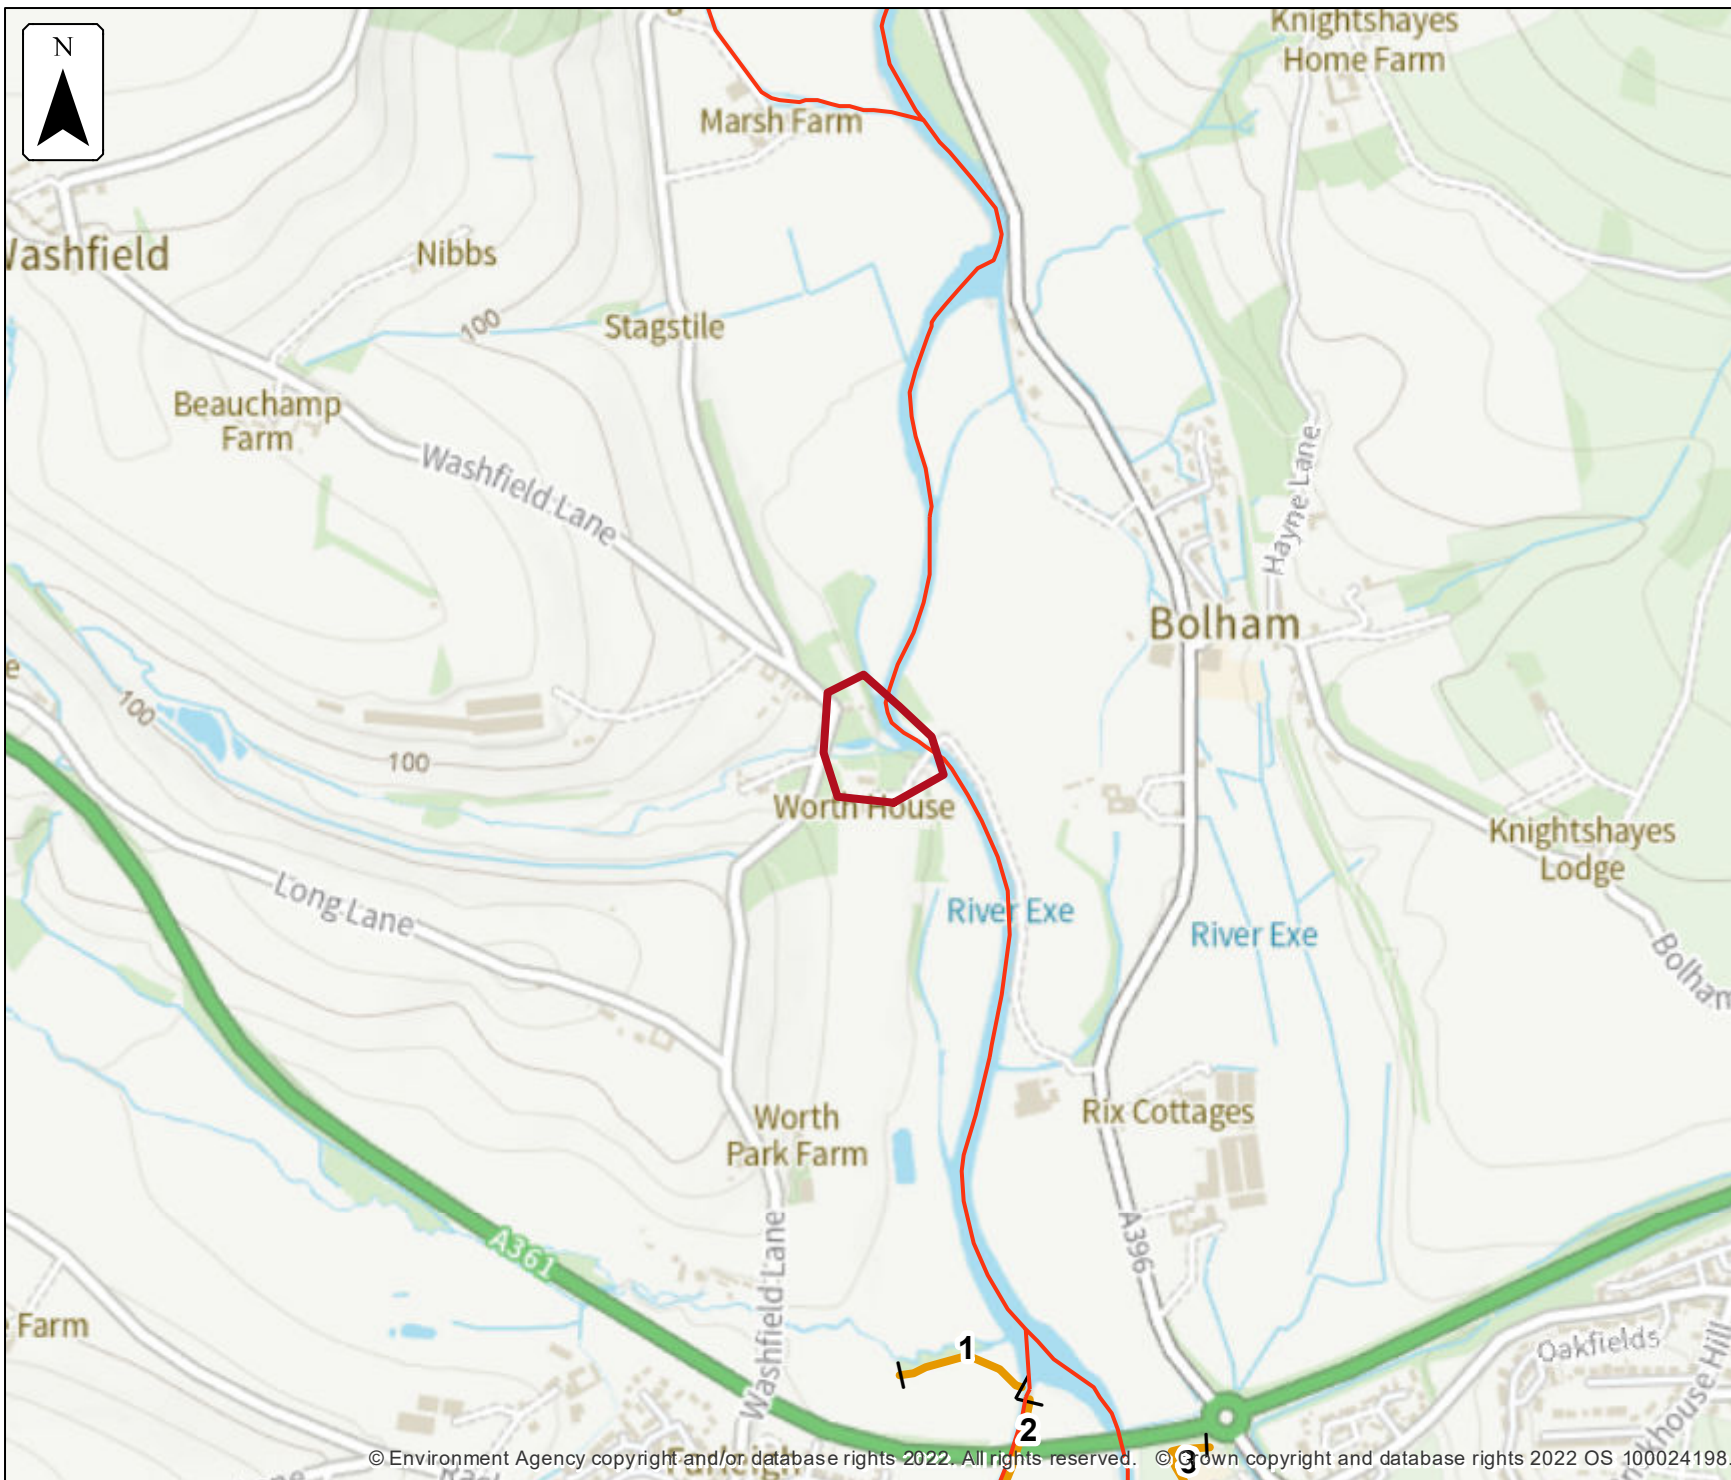 N
Knightshayes
Home Farm
Marsh Farm
Washfield
Nibbs
100
Stagstile
Beauchamp
Farm
Washfield Lane
Hayne Lane
Bolham
e
100
100
Worth House
Knightshayes
Lodge
Long Lane
River Exe
River Exe
Bolham
Worth
Park Farm
Rix Cottages
A361
A396
Washfield Lane
Farm
1
Oakfields
2
khouse Hill
3
© Environment Agency copyright and/or database rights 2022. All rights reserved. © Crown copyright and database rights 2022 OS 100024198.